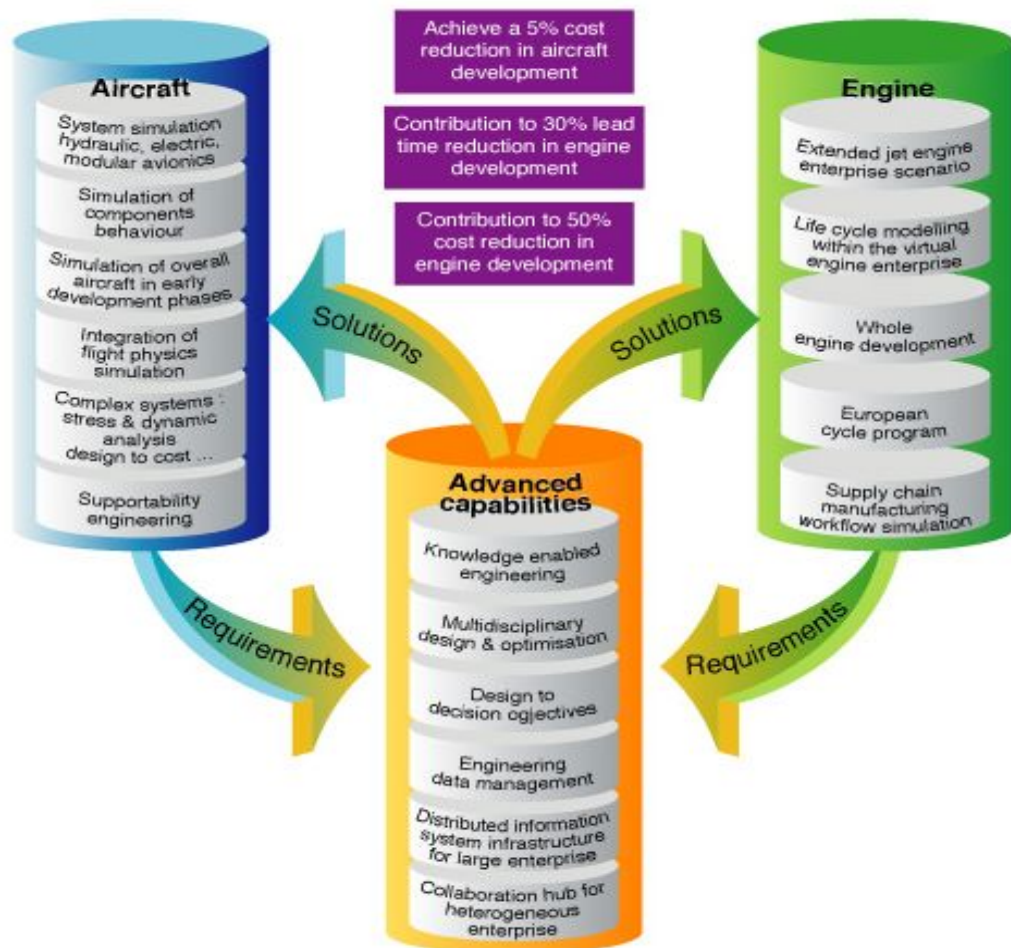 Achieve a 5% cost
reduction in aircraft
development
Contribution to 30% lead
time reduction in engine
development
Contribution to 50%
cost reduction in
engine development
Aircraft
System simulation
hydraulic, electric,
modular avionics
Simulation of
components
behaviour
Simulation of overall
aircraft in early
development phases
Integration of
flight physics
simulation
Complex systems :
stress & dynamic
analysis
design to cost ...
Supportability
engineering
Engine
Extended jet engine
enterprise scenario
Life cycle modelling
within the virtual
engine enterprise
Whole
engine development
European
cycle program
Supply chain
manufacturing
workflow simulation
Solutions
Solutions
Requirements
Requirements
Advanced
capabilities
Knowledge enabled
engineering
Multidisciplinary
design & optimisation
Design to
decision ogjectives
Engineering
data management
Distributed information
system infrastructure
for large enterprise
Collaboration hub for
heterogeneous
enterprise